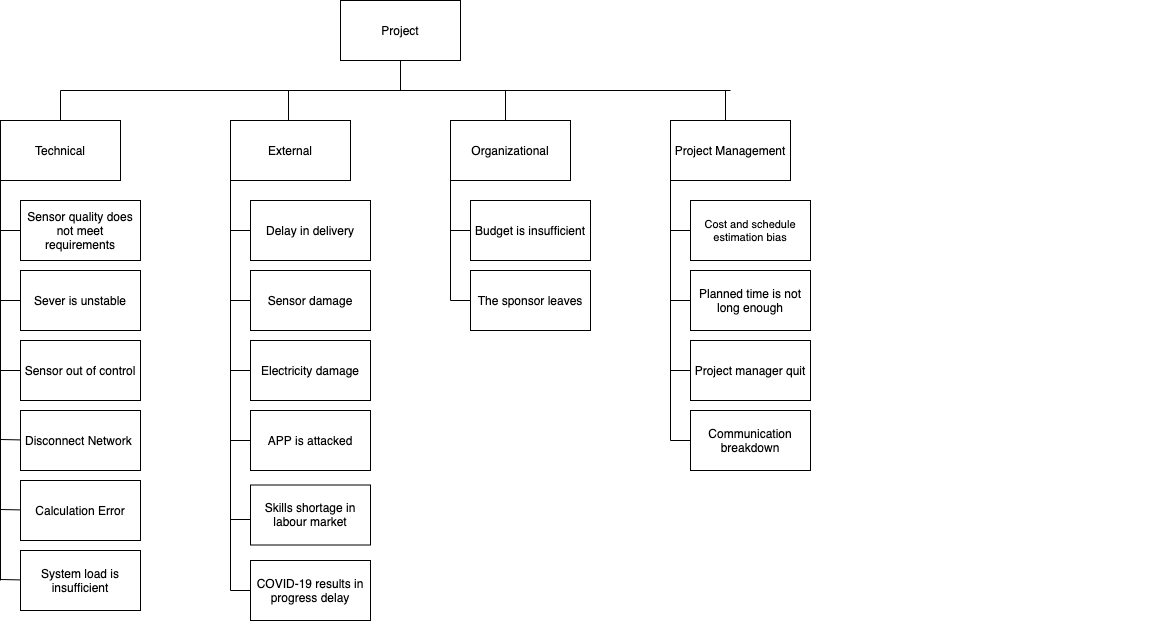 Project
Technical
External
Organizational
Project Management
Sensor quality does
not meet
requirements
Sever is unstable
Sensor out of control
Disconnect Network
Calculation Error
System load is
insufficient
Delay in delivery
Sensor damage
Electricity damage
APP is attacked
Skills shortage in
labour market
COVID-19 results in
progress delay
Budget is insufficient
The sponsor leaves
Cost and schedule
estimation bias
Planned time is not
long enough
Project manager quit
Communication
breakdown